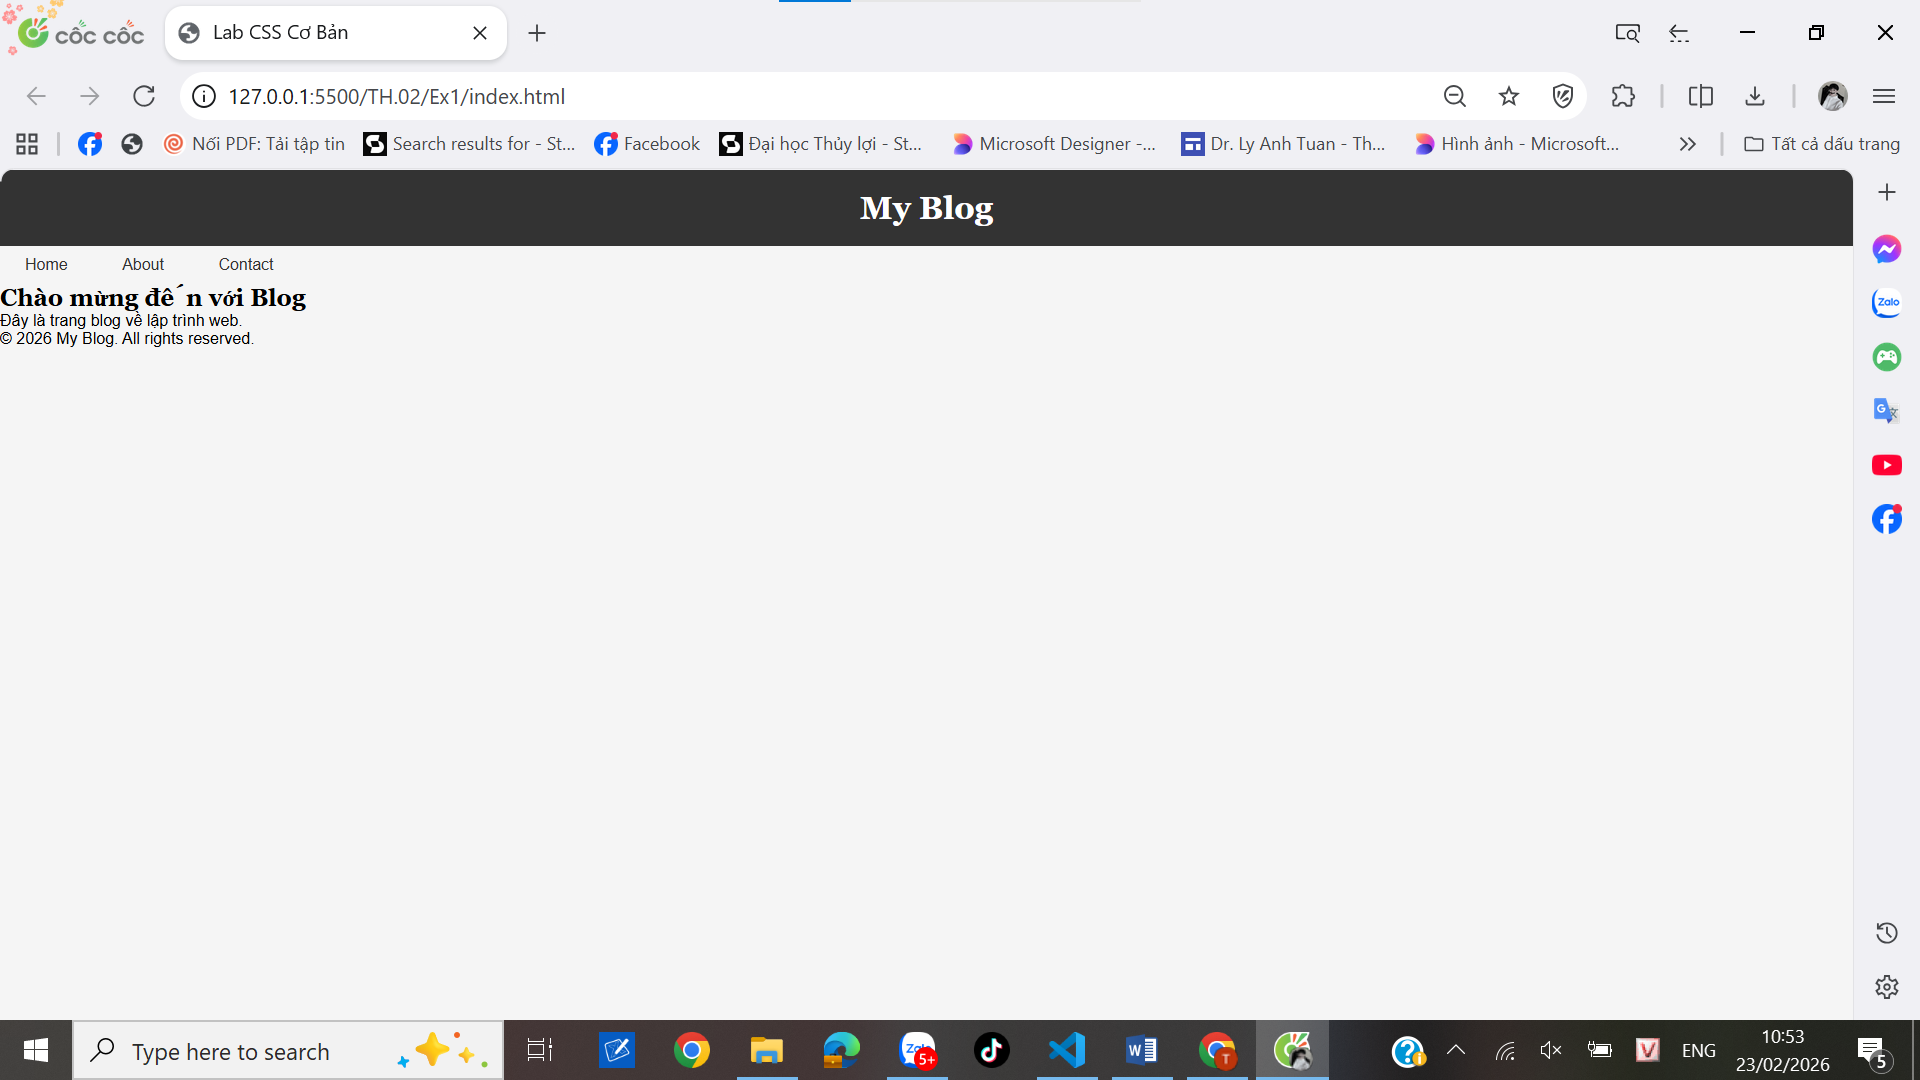 cốc cốc
Lab CSS Cơ Bản
127.0.0.1:5500/TH.02/Ex1/index.html
Nối PDF: Tải tập tin
Search results for - St...
Facebook
Đại học Thủy lợi - St...
Microsoft Designer -...
Dr. Ly Anh Tuan - Th...
Hình ảnh - Microsoft...
Tất cả dấu trang
My Blog
Home About Contact
Chào mừng đến với Blog
Đây là trang blog về lập trình web.
© 2026 My Blog. All rights reserved.
Zalo
Type here to search
Zalo
5+
T
ENG
10:53
23/02/2026
5